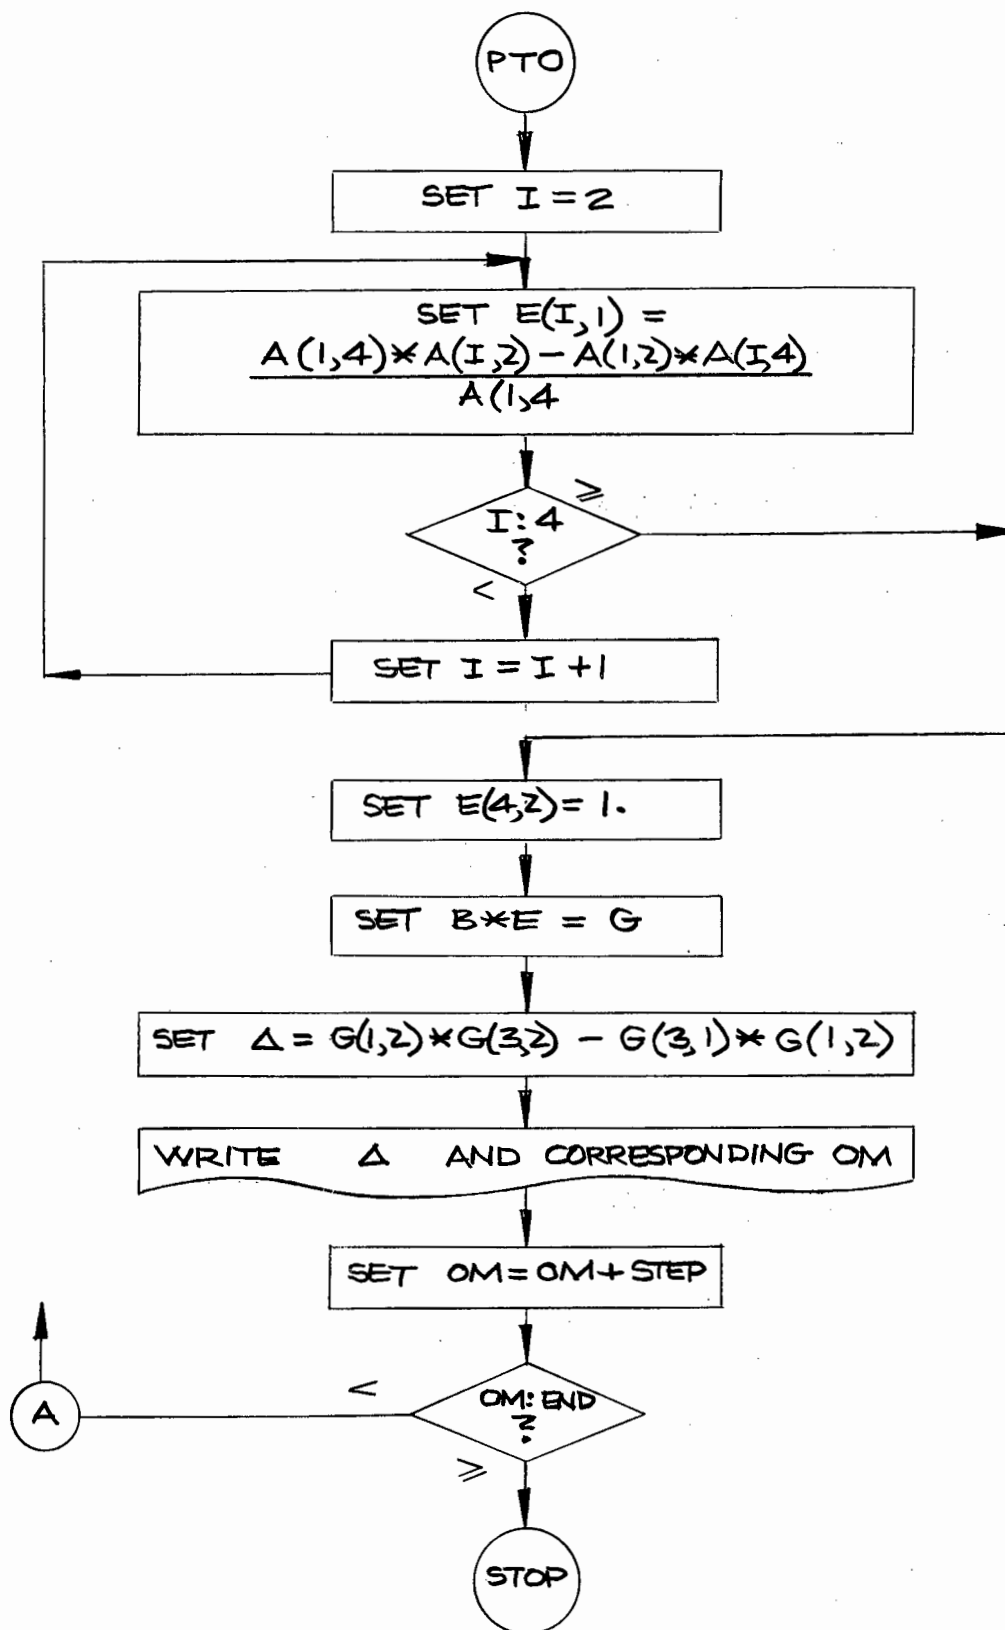 PTO
SET I = 2
SET E(I,1) =
A(1,4)*A(I,2) - A(1,2)*A(I,4)
A(1,4
≥
I:4
?
<
SET I = I +1
SET E(4,2) = 1.
SET B*E = G
SET Δ = G(1,2)*G(3,2) - G(3,1)*G(1,2)
WRITE Δ AND CORRESPONDING OM
SET OM = OM + STEP
<
OM: END
?
A
≥
STOP